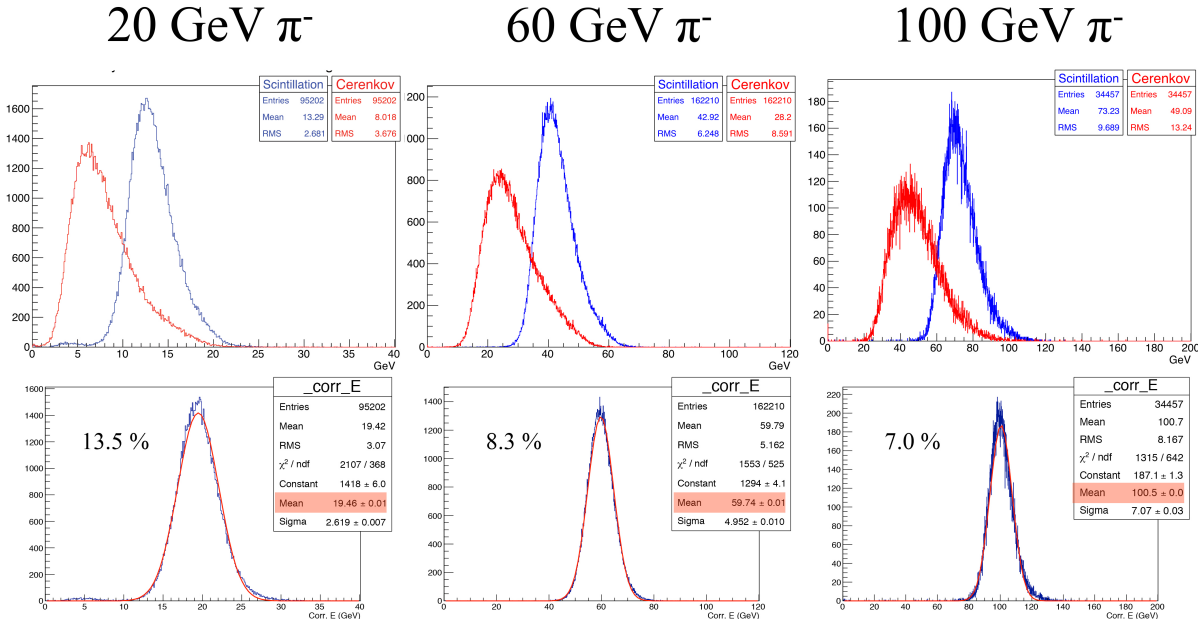 20 GeV π-
60 GeV π-
100 GeV π-
Scintillation
Entries 95202
Mean 13.29
RMS 2.681
Cerenkov
Entries 95202
Mean 8.018
RMS 3.676
1600
1400
1200
1000
800
600
400
200
0
0 5 10 15 20 25 30 35 40
GeV
Scintillation
Entries 162210
Mean 42.92
RMS 6.248
Cerenkov
Entries 162210
Mean 28.2
RMS 8.591
1200
1000
800
600
400
200
0
0 20 40 60 80 100 120
GeV
Scintillation
Entries 34457
Mean 73.23
RMS 9.689
Cerenkov
Entries 34457
Mean 49.09
RMS 13.24
180
160
140
120
100
80
60
40
20
0
0 20 40 60 80 100 120 140 160 180 200
GeV
_corr_E
Entries 95202
Mean 19.42
RMS 3.07
χ² / ndf 2107 / 368
Constant 1418 ± 6.0
Mean 19.46 ± 0.01
Sigma 2.619 ± 0.007
13.5 %
1600
1400
1200
1000
800
600
400
200
0
0 5 10 15 20 25 30 35 40
Corr. E (GeV)
_corr_E
Entries 162210
Mean 59.79
RMS 5.162
χ² / ndf 1553 / 525
Constant 1294 ± 4.1
Mean 59.74 ± 0.01
Sigma 4.952 ± 0.010
8.3 %
1400
1200
1000
800
600
400
200
0
0 20 40 60 80 100 120
Corr. E (GeV)
_corr_E
Entries 34457
Mean 100.7
RMS 8.167
χ² / ndf 1315 / 642
Constant 187.1 ± 1.3
Mean 100.5 ± 0.0
Sigma 7.07 ± 0.03
7.0 %
220
200
180
160
140
120
100
80
60
40
20
0
0 20 40 60 80 100 120 140 160 180 200
Corr. E (GeV)